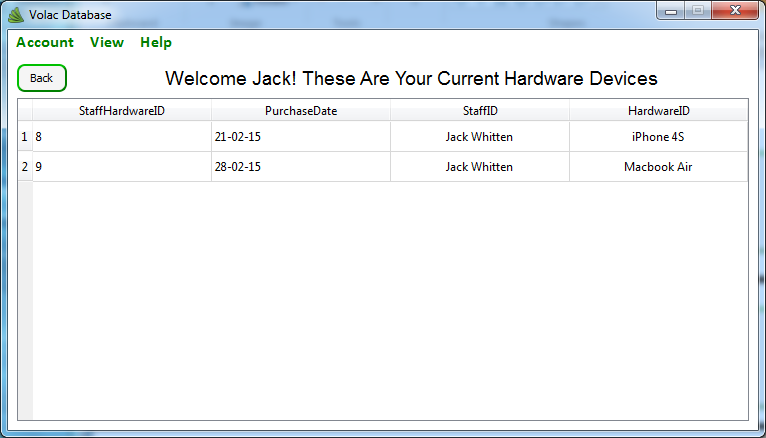 Volac Database
Account View Help
Back
Welcome Jack! These Are Your Current Hardware Devices
StaffHardwareID PurchaseDate StaffID HardwareID
1 8 21-02-15 Jack Whitten iPhone 4S
2 9 28-02-15 Jack Whitten Macbook Air